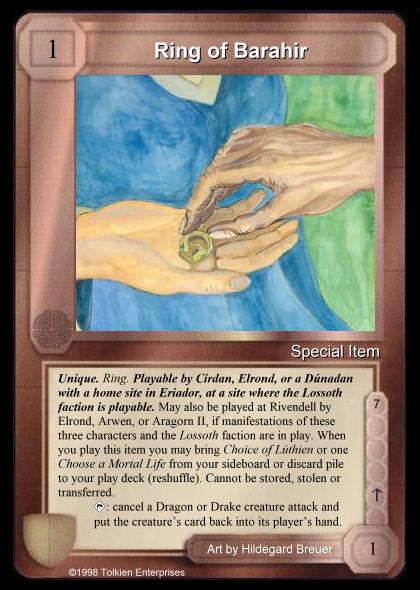 1
Ring of Barahir
Special Item
Unique. Ring. Playable by Círdan, Elrond, or a Dúnadan
with a home site in Eriador, at a site where the Lossoth
faction is playable. May also be played at Rivendell by
Elrond, Arwen, or Aragorn II, if manifestations of these
three characters and the Lossoth faction are in play. When
you play this item you may bring Choice of Lúthien or one
Choose a Mortal Life from your sideboard or discard pile
to your play deck (reshuffle). Cannot be stored, stolen or
transferred.
: cancel a Dragon or Drake creature attack and
put the creature's card back into its player's hand.
7
Art by Hildegard Breuer
1
©1998 Tolkien Enterprises